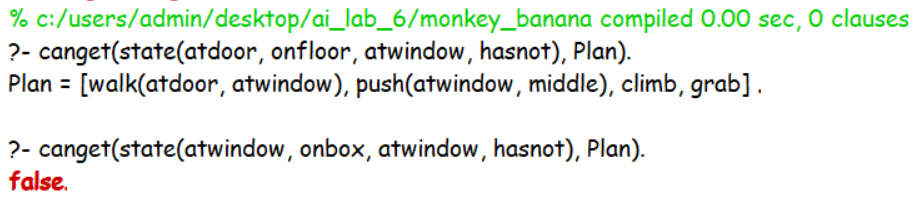 % c:/users/admin/desktop/ai_lab_6/monkey_banana compiled 0.00 sec, 0 clauses
?- canget(state(atdoor, onfloor, atwindow, hasnot), Plan).
Plan = [walk(atdoor, atwindow), push(atwindow, middle), climb, grab] .
?- canget(state(atwindow, onbox, atwindow, hasnot), Plan).
false.